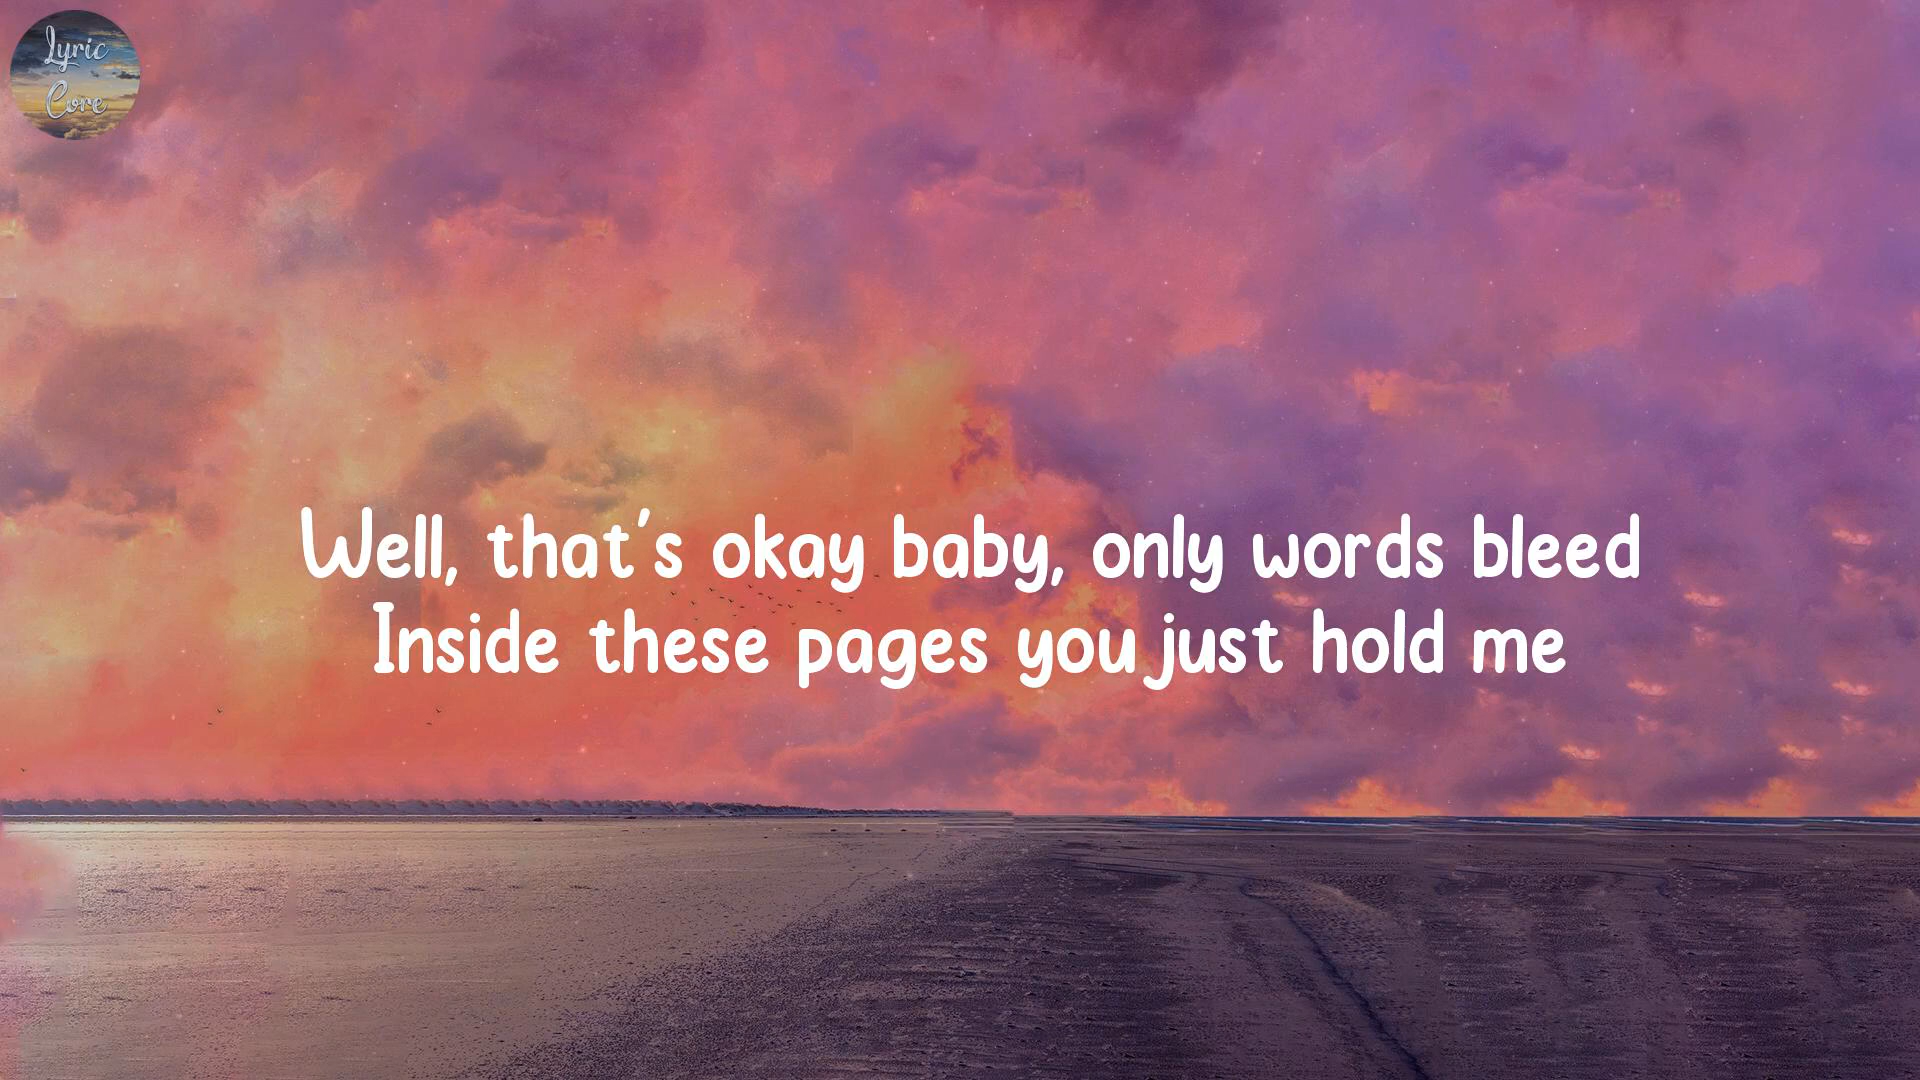 Lyric
Core
Well, that's okay baby, only words bleed
Inside these pages you just hold me